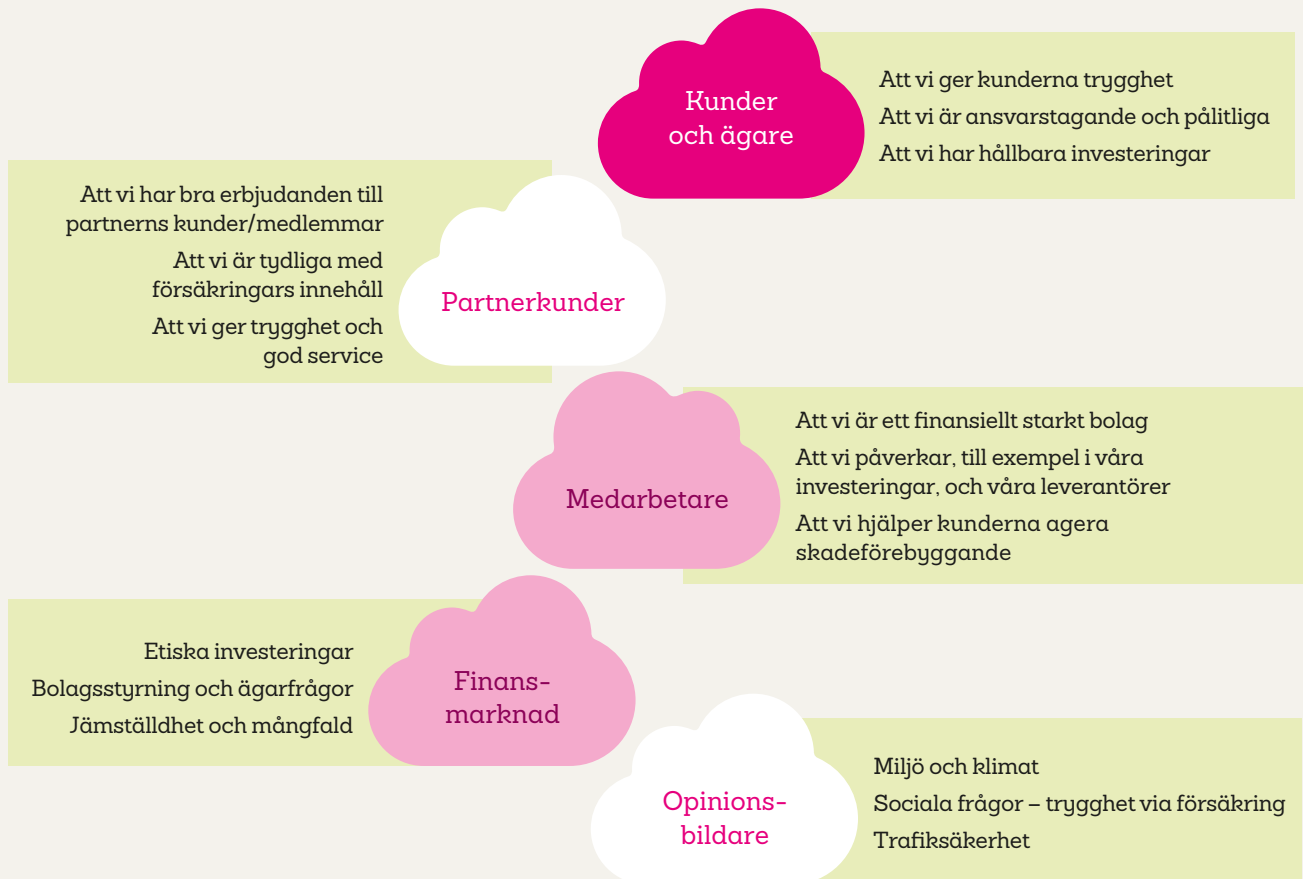 Kunder
och ägare
Att vi ger kunderna trygghet
Att vi är ansvarstagande och pålitliga
Att vi har hållbara investeringar
Att vi har bra erbjudanden till
partnerns kunder/medlemmar
Att vi är tydliga med
försäkringars innehåll
Att vi ger trygghet och
god service
Partnerkunder
Medarbetare
Att vi är ett finansiellt starkt bolag
Att vi påverkar, till exempel i våra
investeringar, och våra leverantörer
Att vi hjälper kunderna agera
skadeförebyggande
Etiska investeringar
Bolagsstyrning och ägarfrågor
Jämställdhet och mångfald
Finans-
marknad
Opinions-
bildare
Miljö och klimat
Sociala frågor – trygghet via försäkring
Trafiksäkerhet